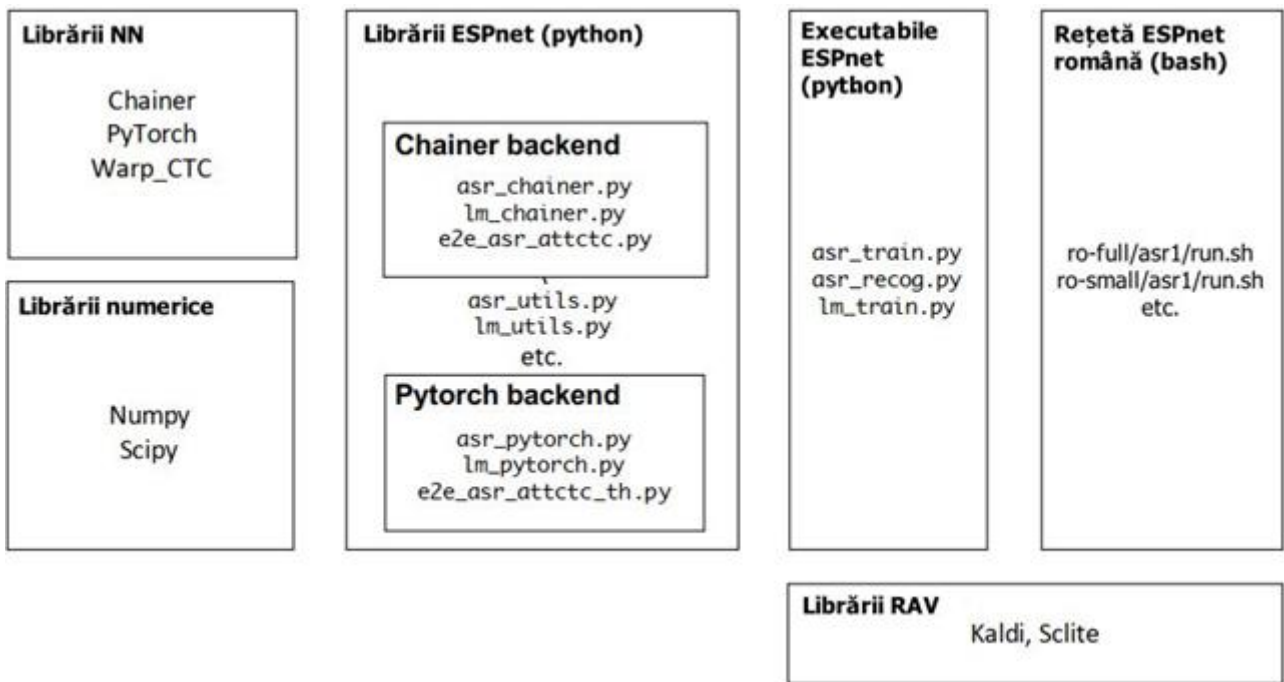 Librării NN
Chainer
PyTorch
Warp_CTC
Librării numerice
Numpy
Scipy
Librării ESPnet (python)
Chainer backend
asr_chainer.py
lm_chainer.py
e2e_asr_attctc.py
asr_utils.py
lm_utils.py
etc.
Pytorch backend
asr_pytorch.py
lm_pytorch.py
e2e_asr_attctc_th.py
Executabile
ESPnet
(python)
asr_train.py
asr_recog.py
lm_train.py
Rețetă ESPnet
română (bash)
ro-full/asr1/run.sh
ro-small/asr1/run.sh
etc.
Librării RAV
Kaldi, Sclite